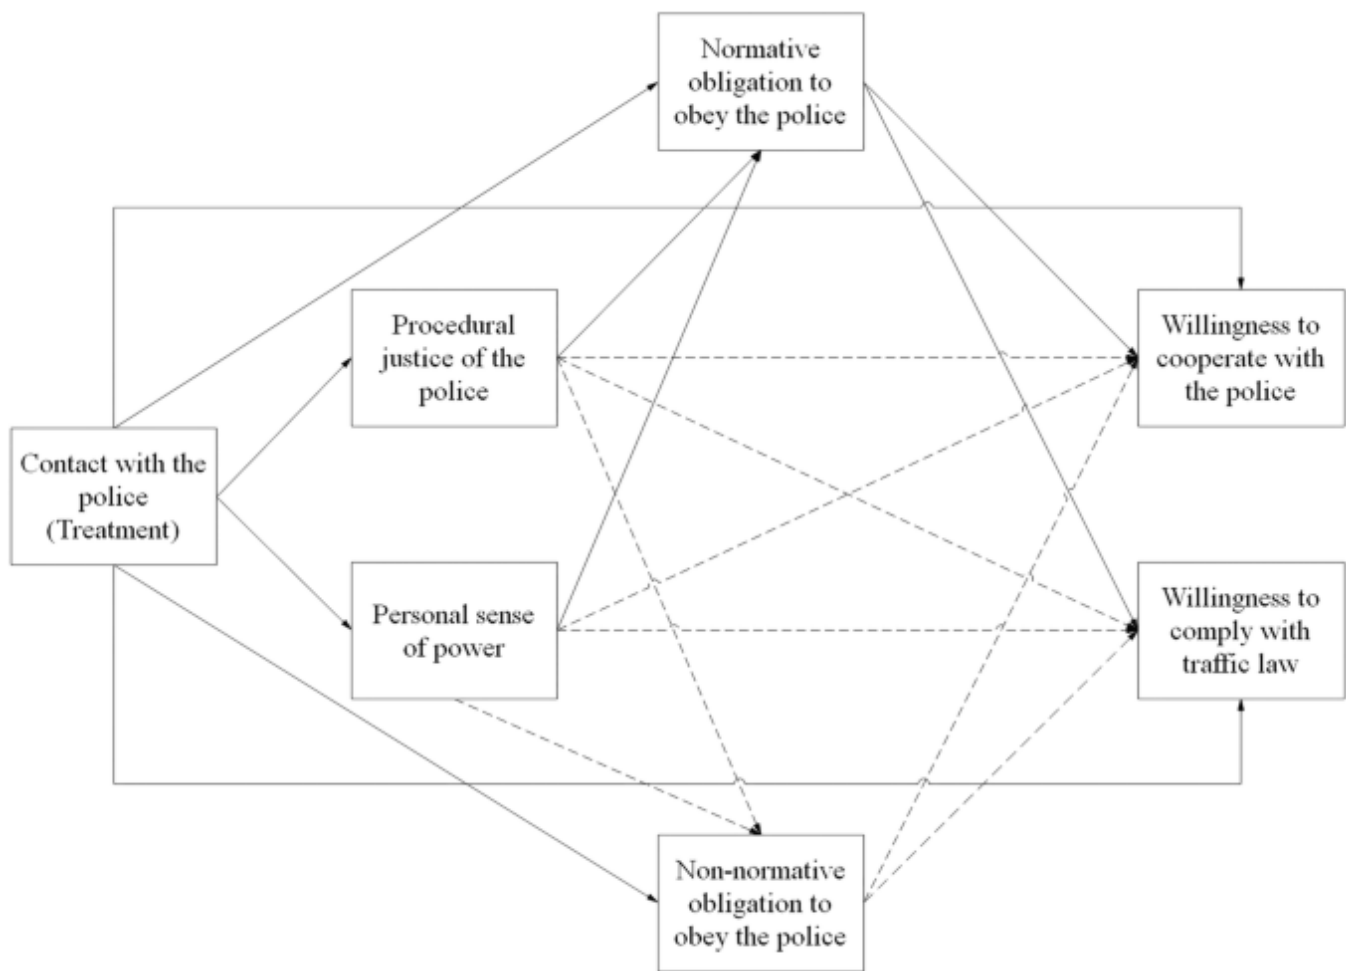 Normative
obligation to
obey the police
Procedural
justice of the
police
Willingness to
cooperate with
the police
Contact with the
police
(Treatment)
Personal sense
of power
Willingness to
comply with
traffic law
Non-normative
obligation to
obey the police